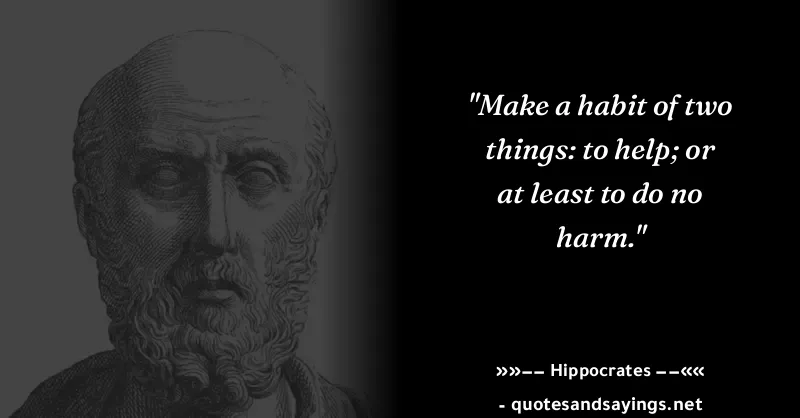 "Make a habit of two
things: to help; or
at least to do no
harm."
»»–– Hippocrates ––««
- quotesandsayings.net